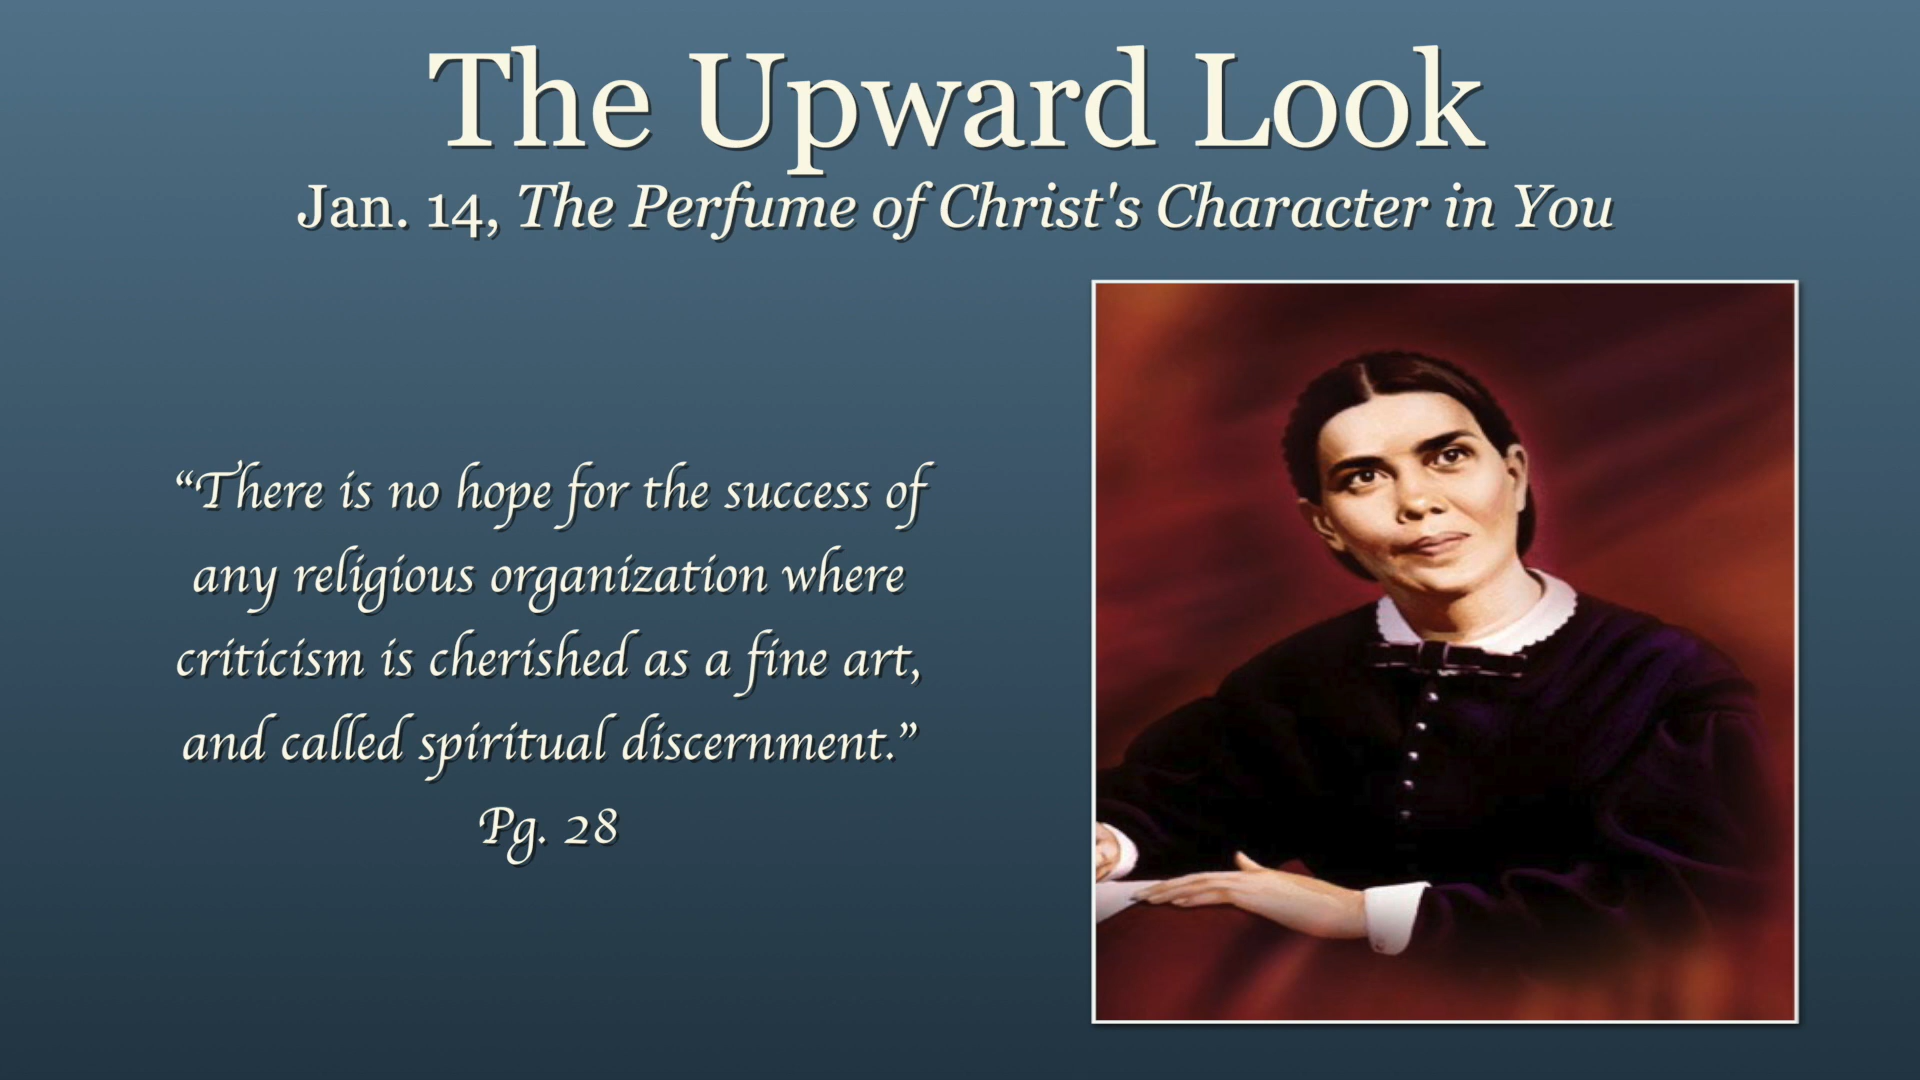 The Upward Look
Jan. 14, The Perfume of Christ's Character in You
“There is no hope for the success of
any religious organization where
criticism is cherished as a fine art,
and called spiritual discernment.”
Pg. 28